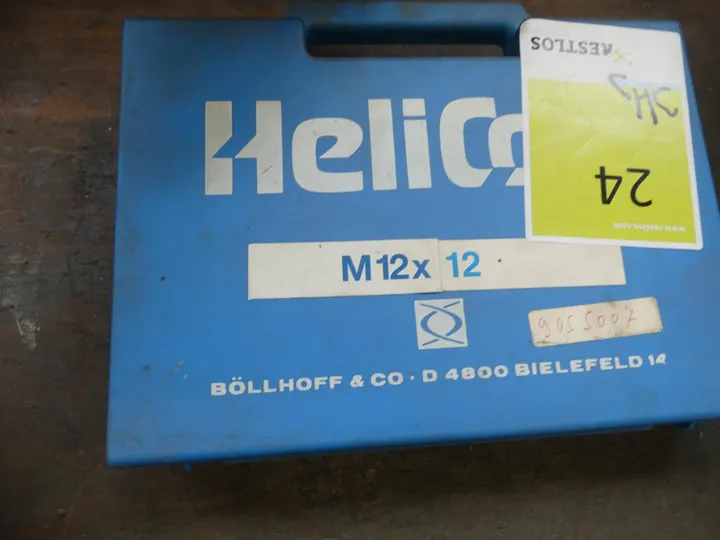 HeliCo
M12x 12
9055007
BÖLLHOFF & CO · D 4800 BIELEFELD 14
RESTLOS
24